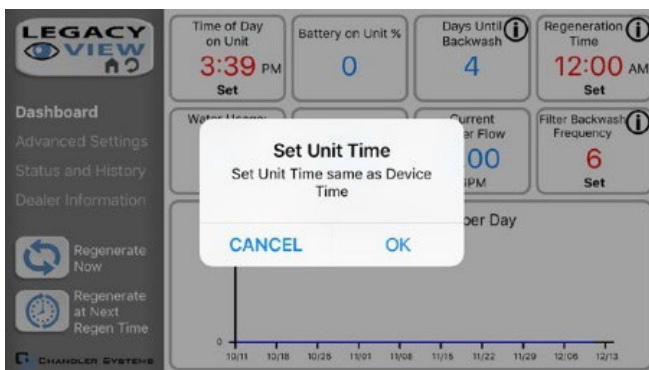 LEGACY
VIEW
Dashboard
Advanced Settings
Status and History
Dealer Information
Regenerate
Now
Regenerate
at Next
Regen Time
CHANDLER SYSTEMS
Time of Day
on Unit
3:39 PM
Set
Battery on Unit %
0
Days Until
Backwash
4
Regeneration
Time
12:00 AM
Set
Current
.00
Filter Backwash
Frequency
6
Set
Set Unit Time
Set Unit Time same as Device
Time
CANCEL
OK
per Day
0
10/11 10/18 10/25 11/01 11/08 11/15 11/22 11/29 12/06 12/13